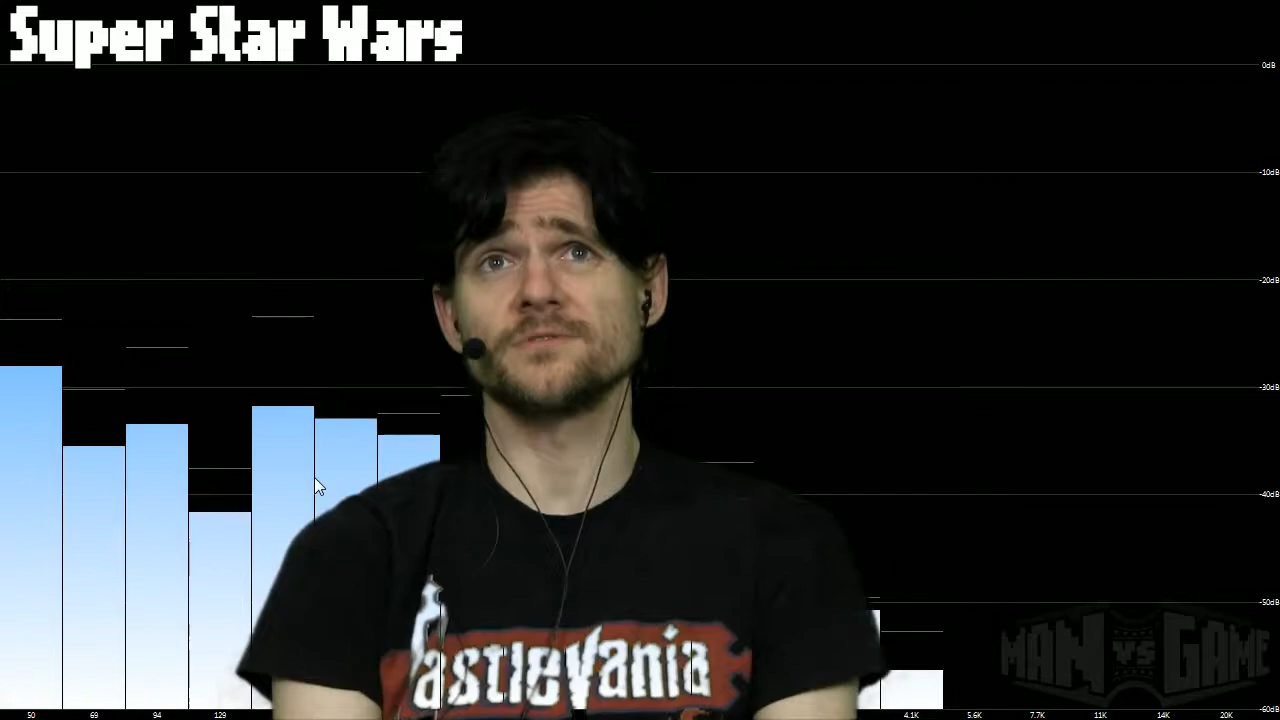 Super Star Wars
0dB
-10dB
-20dB
-30dB
-40dB
-50dB
astlevania
MAN VS GAME
-60dB
50 69 94 129 4.1K 5.6K 7.7K 11K 14K 20K